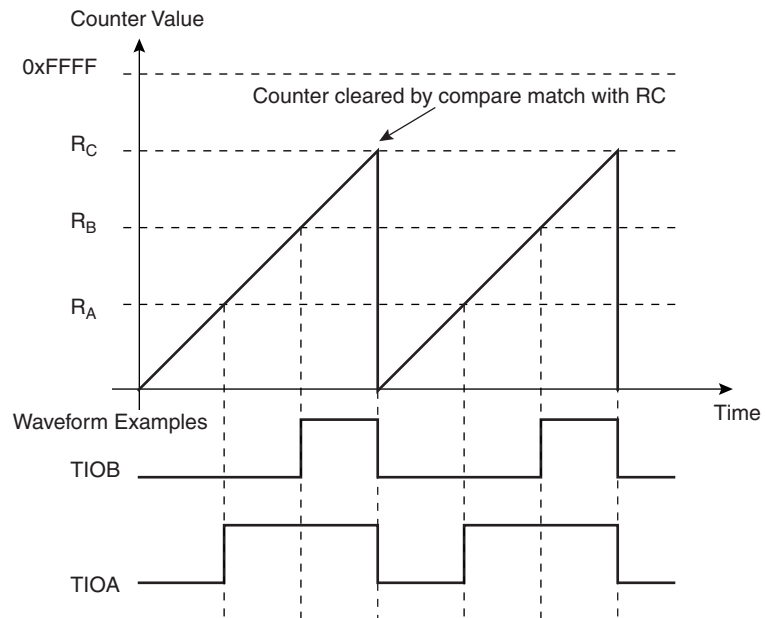 Counter Value
0xFFFF
Counter cleared by compare match with RC
RC
RB
RA
Time
Waveform Examples
TIOB
TIOA